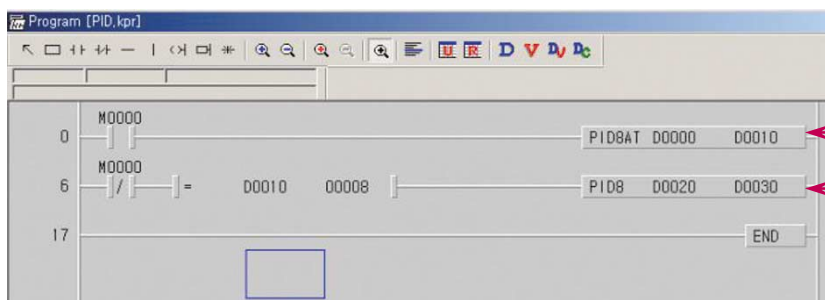 Program [PID,kpr]
U R D V DV DC
M0000
0 PID8AT D0000 D0010
M0000
6 / = D0010 00008 PID8 D0020 D0030
17 END